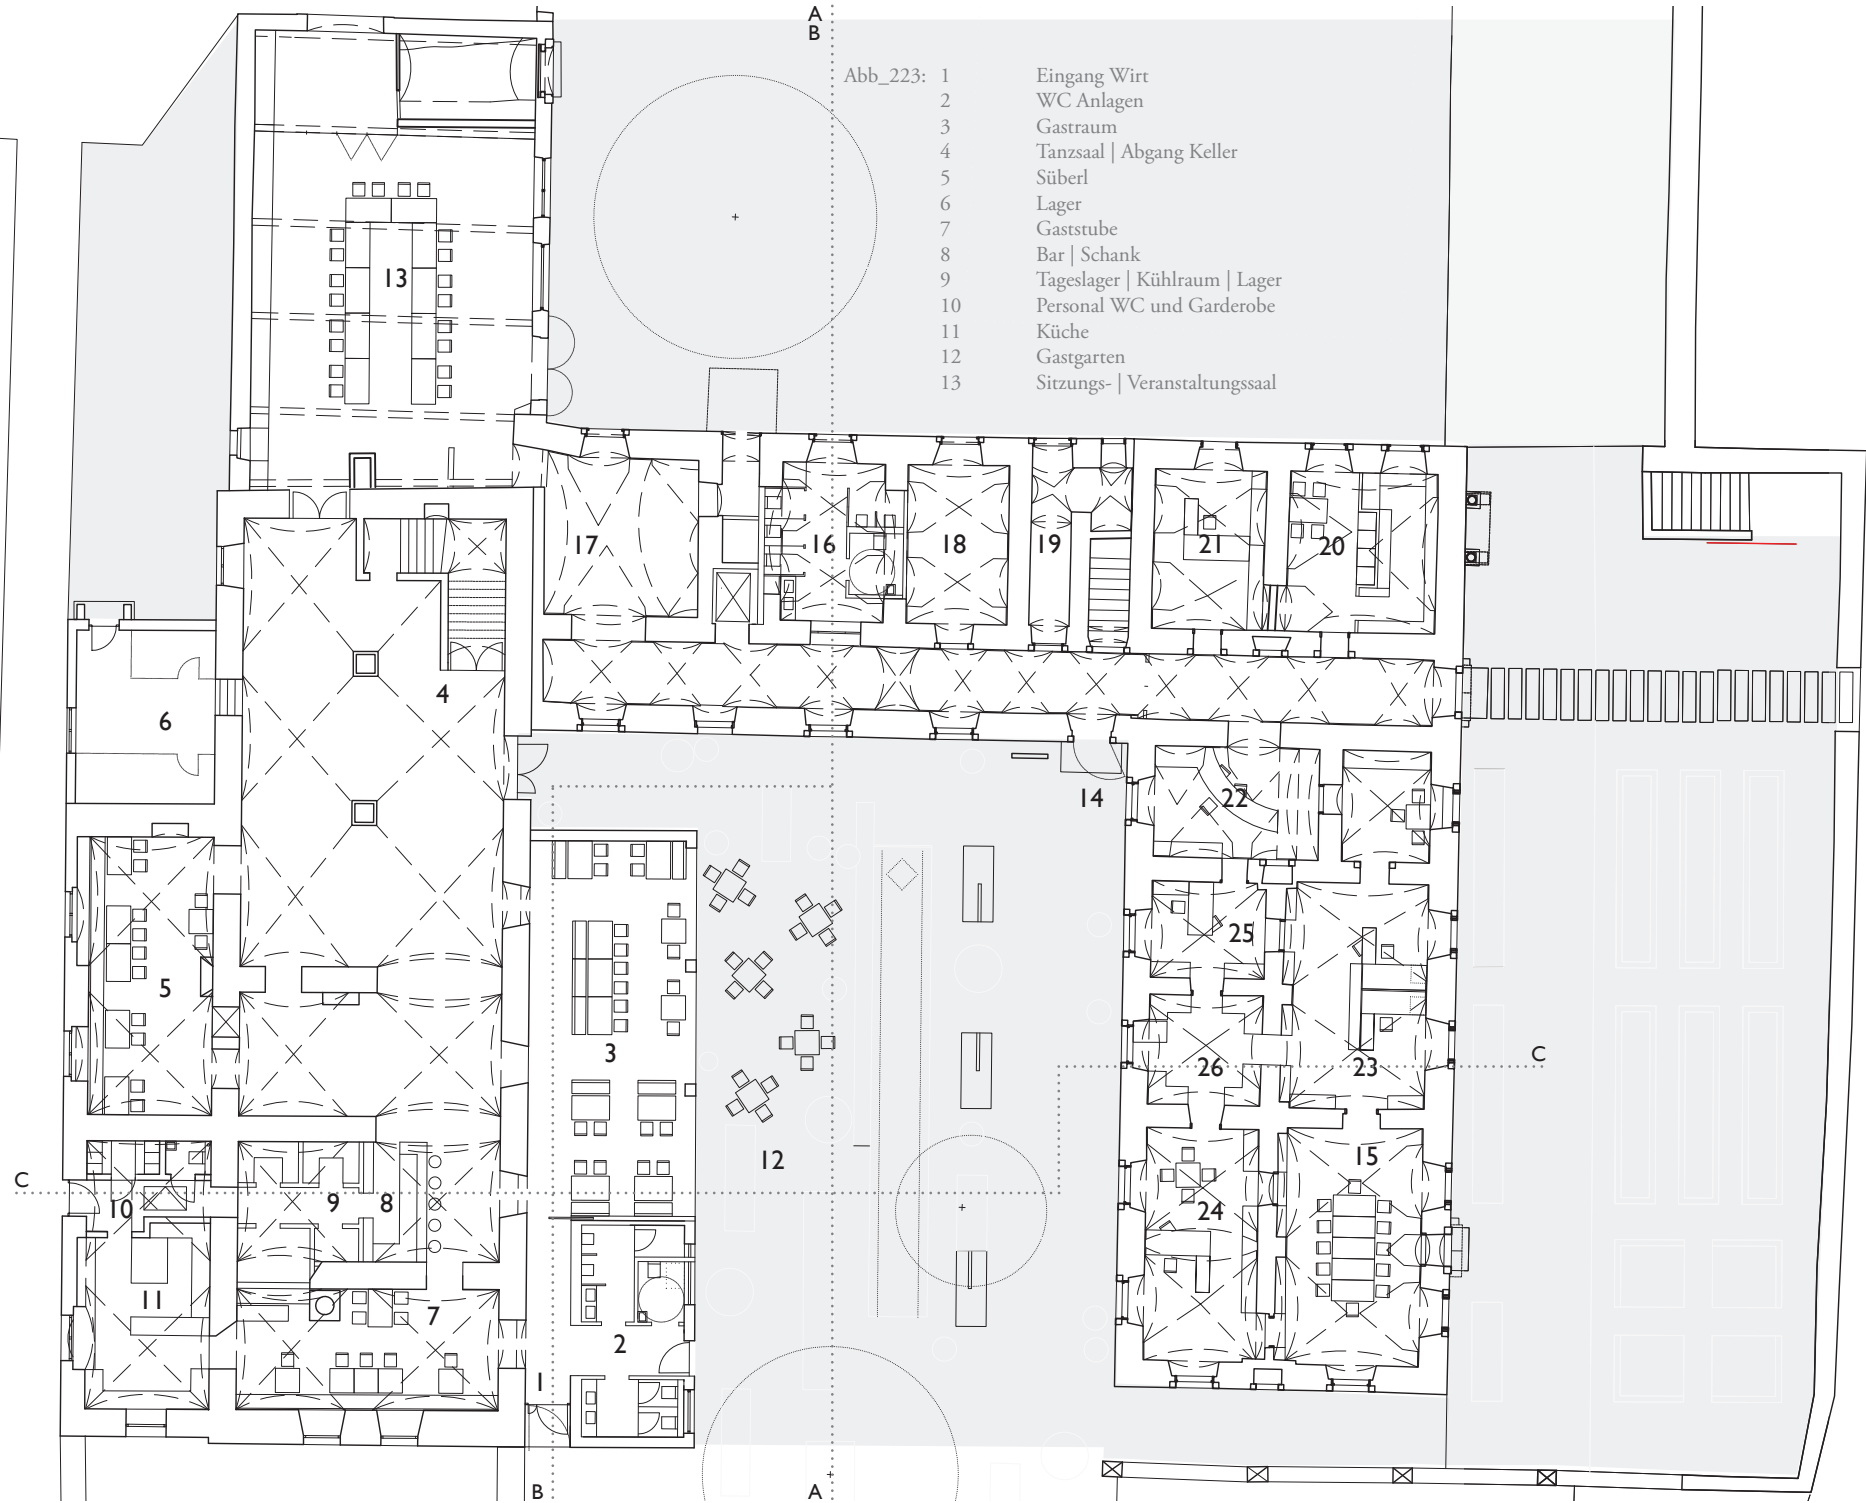 A
B
Abb_223: 1 Eingang Wirt
2 WC Anlagen
3 Gastraum
4 Tanzsaal | Abgang Keller
5 Süberl
6 Lager
7 Gaststube
8 Bar | Schank
9 Tageslager | Kühlraum | Lager
10 Personal WC und Garderobe
11 Küche
12 Gastgarten
13 Sitzungs- | Veranstaltungssaal
13
17
16
18
19
21
20
4
6
14
22
25
5
3
26
23
C
12
15
C
10
9
8
24
11
7
2
1
B
A